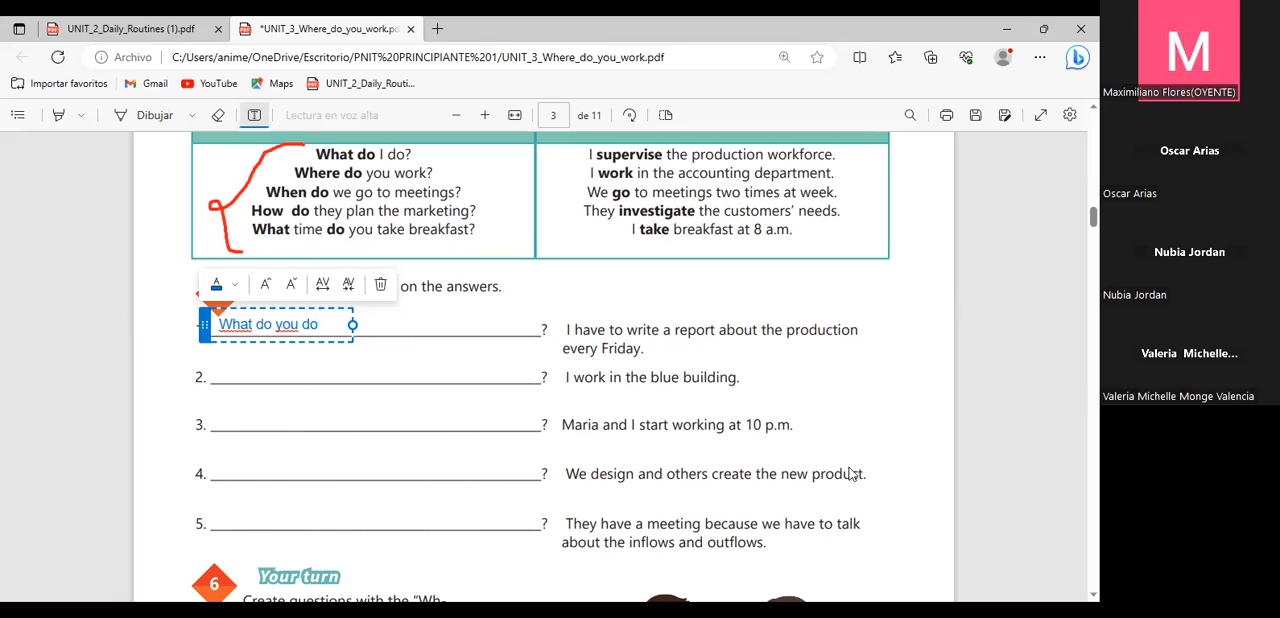 UNIT_2_Daily_Routines (1).pdf
*UNIT_3_Where_do_you_work.pd
Archivo
C:/Users/anime/OneDrive/Escritorio/PNIT%20PRINCIPIANTE%201/UNIT_3_Where_do_you_work.pdf
Importar favoritos
Gmail
YouTube
Maps
UNIT_2_Daily_Routi...
Dibujar
Lectura en voz alta
3
de 11
What do I do?
Where do you work?
When do we go to meetings?
How do they plan the marketing?
What time do you take breakfast?
I supervise the production workforce.
I work in the accounting department.
We go to meetings two times at week.
They investigate the customers' needs.
I take breakfast at 8 a.m.
on the answers.
What do you do
? I have to write a report about the production
every Friday.
2. ? I work in the blue building.
3. ? Maria and I start working at 10 p.m.
4. ? We design and others create the new product.
5. ? They have a meeting because we have to talk
about the inflows and outflows.
6 Your turn
Create questions with the "Wh-
M
Maximiliano Flores(OYENTE)
Oscar Arias
Oscar Arias
Nubia Jordan
Nubia Jordan
Valeria Michelle...
Valeria Michelle Monge Valencia